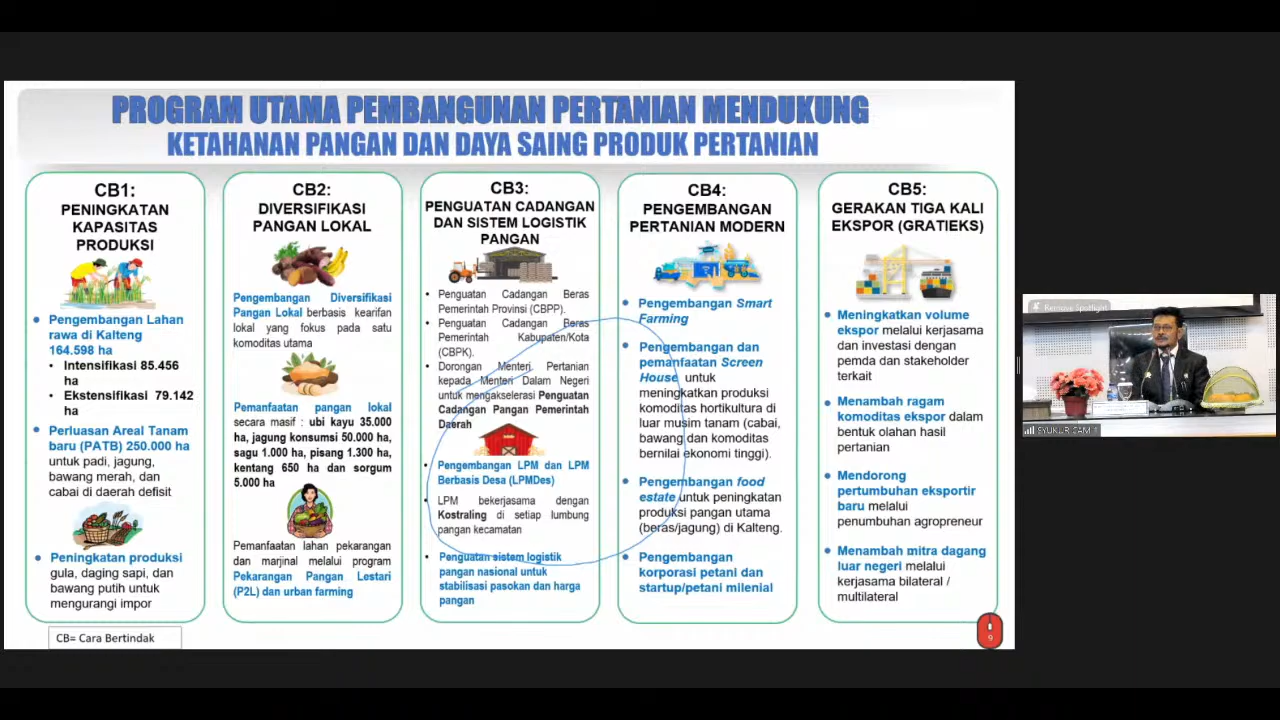 PROGRAM UTAMA PEMBANGUNAN PERTANIAN MENDUKUNG
KETAHANAN PANGAN DAN DAYA SAING PRODUK PERTANIAN
CB1:
PENINGKATAN
KAPASITAS
PRODUKSI
• Pengembangan Lahan
rawa di Kalteng
164.598 ha
• Intensifikasi 85.456
ha
• Ekstensifikasi 79.142
ha
• Perluasan Areal Tanam
baru (PATB) 250.000 ha
untuk padi, jagung,
bawang merah, dan
cabai di daerah defisit
• Peningkatan produksi
gula, daging sapi, dan
bawang putih untuk
mengurangi impor
CB2:
DIVERSIFIKASI
PANGAN LOKAL
Pengembangan Diversifikasi
Pangan Lokal berbasis kearifan
lokal yang fokus pada satu
komoditas utama
Pemanfaatan pangan lokal
secara masif : ubi kayu 35.000
ha, jagung konsumsi 50.000 ha,
sagu 1.000 ha, pisang 1.300 ha,
kentang 650 ha dan sorgum
5.000 ha
Pemanfaatan lahan pekarangan
dan marjinal melalui program
Pekarangan Pangan Lestari
(P2L) dan urban farming
CB3:
PENGUATAN CADANGAN
DAN SISTEM LOGISTIK
PANGAN
• Penguatan Cadangan Beras
Pemerintah Provinsi (CBPP).
• Penguatan Cadangan Beras
Pemerintah Kabupaten/Kota
(CBPK).
• Dorongan Menteri Pertanian
kepada Menteri Dalam Negeri
untuk mengakselerasi Penguatan
Cadangan Pangan Pemerintah
Daerah
• Pengembangan LPM dan LPM
Berbasis Desa (LPMDes)
• LPM bekerjasama dengan
Kostraling di setiap lumbung
pangan kecamatan
• Penguatan sistem logistik
pangan nasional untuk
stabilisasi pasokan dan harga
pangan
CB4:
PENGEMBANGAN
PERTANIAN MODERN
• Pengembangan Smart
Farming
• Pengembangan dan
pemanfaatan Screen
House untuk
meningkatkan produksi
komoditas hortikultura di
luar musim tanam (cabai,
bawang dan komoditas
bernilai ekonomi tinggi).
• Pengembangan food
estate untuk peningkatan
produksi pangan utama
(beras/jagung) di Kalteng.
• Pengembangan
korporasi petani dan
startup/petani milenial
CB5:
GERAKAN TIGA KALI
EKSPOR (GRATIEKS)
• Meningkatkan volume
ekspor melalui kerjasama
dan investasi dengan
pemda dan stakeholder
terkait
• Menambah ragam
komoditas ekspor dalam
bentuk olahan hasil
pertanian
• Mendorong
pertumbuhan eksportir
baru melalui
penumbuhan agropreneur
• Menambah mitra dagang
luar negeri melalui
kerjasama bilateral /
multilateral
CB= Cara Bertindak
9
Remove Spotlight
SYUKUR CAM 1